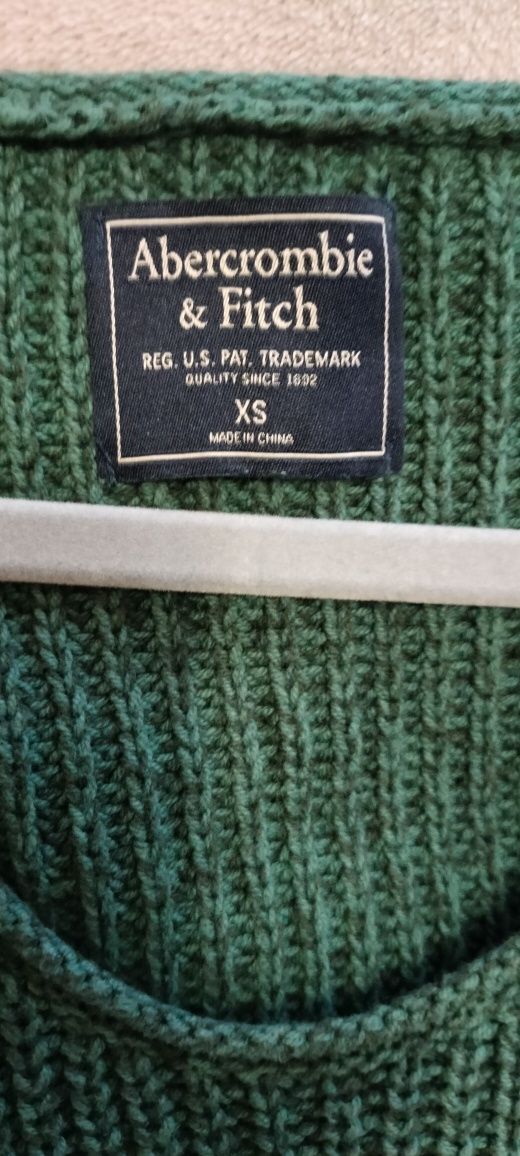 Abercrombie
& Fitch
REG. U.S. PAT. TRADEMARK
QUALITY SINCE 1892
XS
MADE IN CHINA